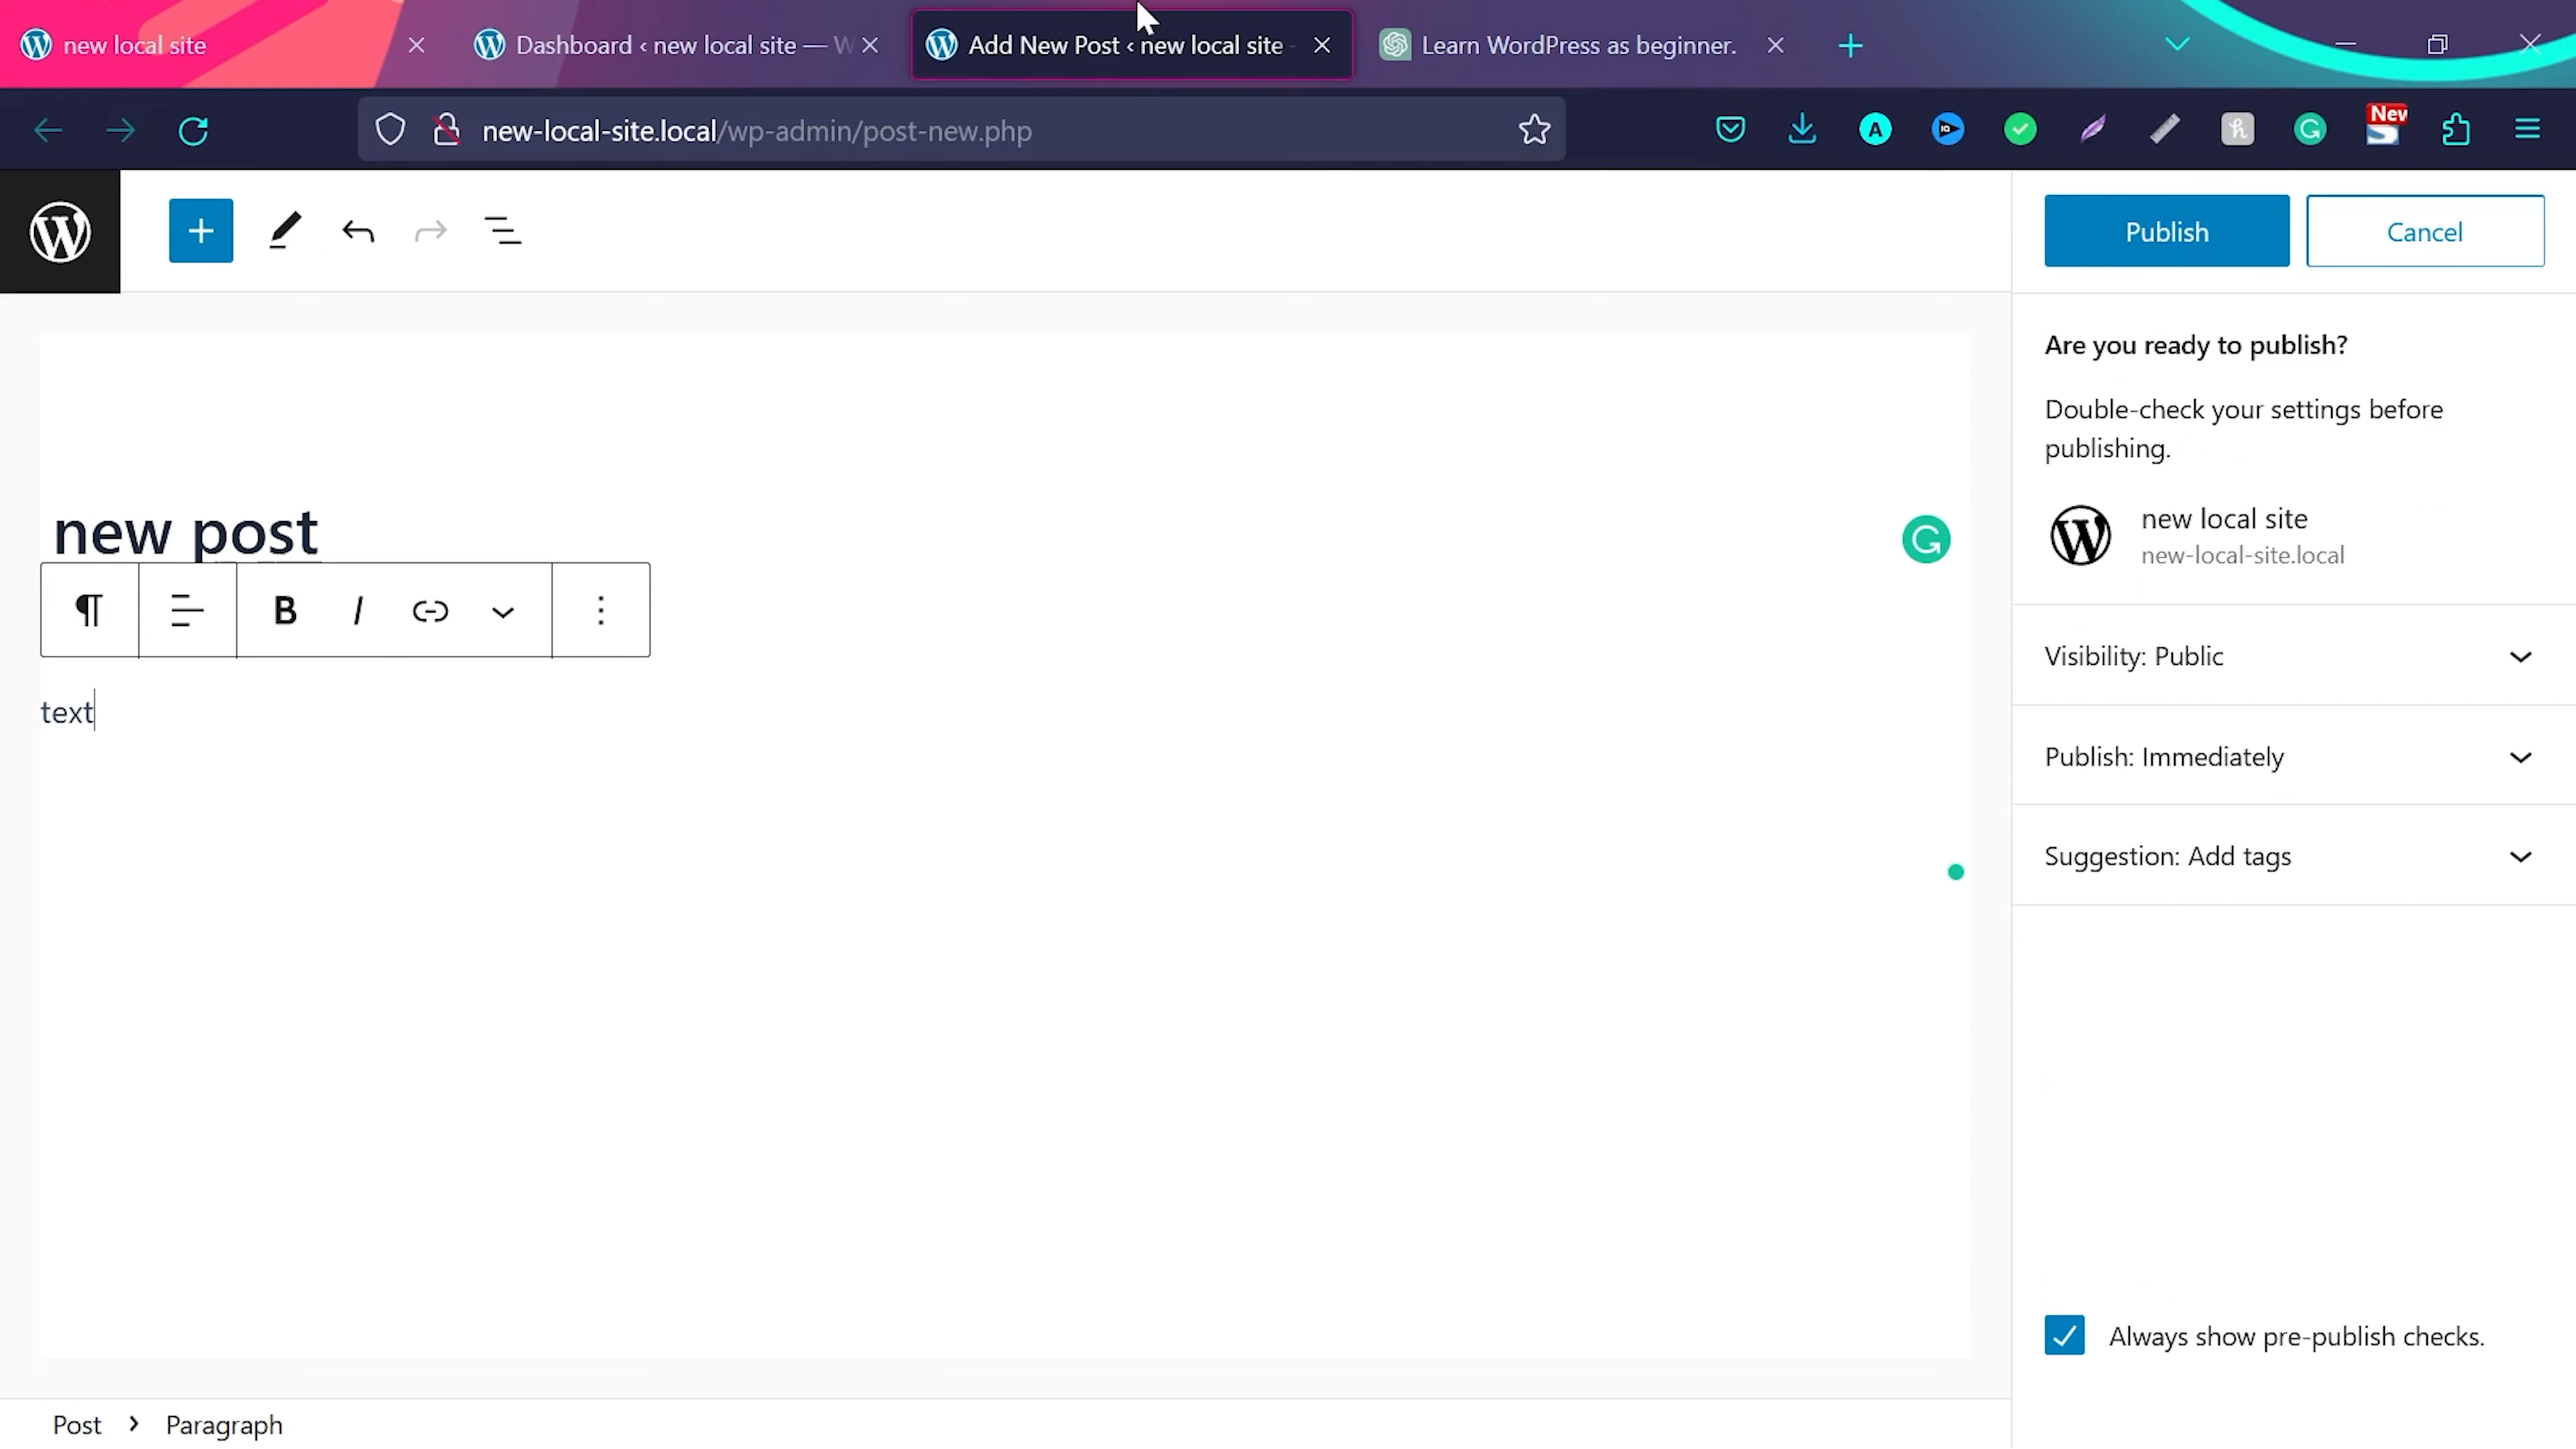 new local site
Dashboard ‹ new local site — W
Add New Post ‹ new local site -
Learn WordPress as beginner.
new-local-site.local/wp-admin/post-new.php
A
IQ
h
G
New
S
W
Publish
Cancel
Are you ready to publish?
Double-check your settings before
publishing.
new local site
new-local-site.local
new post
B I
text
Visibility: Public
Publish: Immediately
Suggestion: Add tags
Always show pre-publish checks.
Post › Paragraph